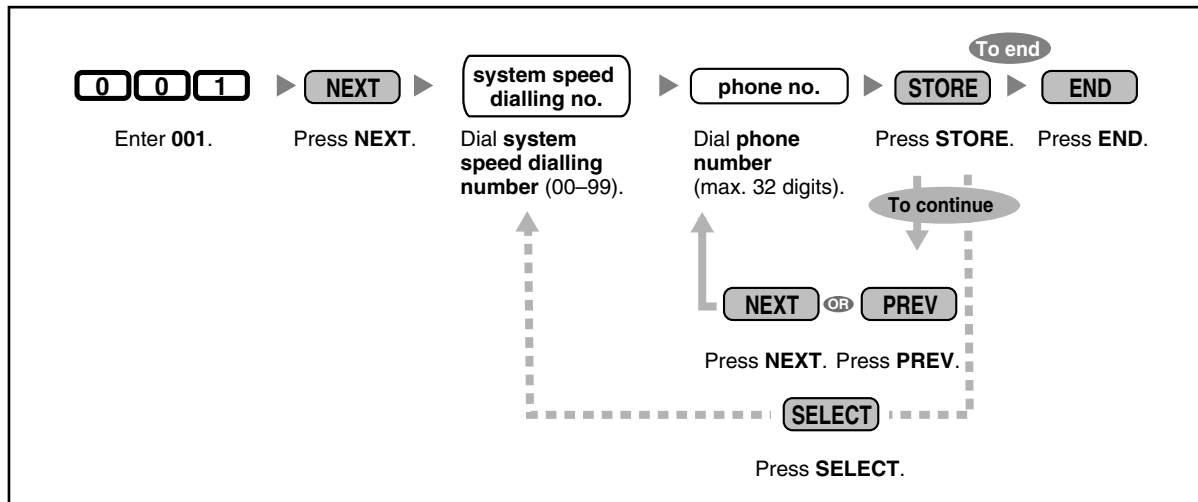 To end
0 0 1 NEXT system speed dialling no. phone no. STORE END
Enter 001. Press NEXT. Dial system speed dialling number (00–99). Dial phone number (max. 32 digits). Press STORE. Press END.
To continue
NEXT OR PREV
Press NEXT. Press PREV.
SELECT
Press SELECT.